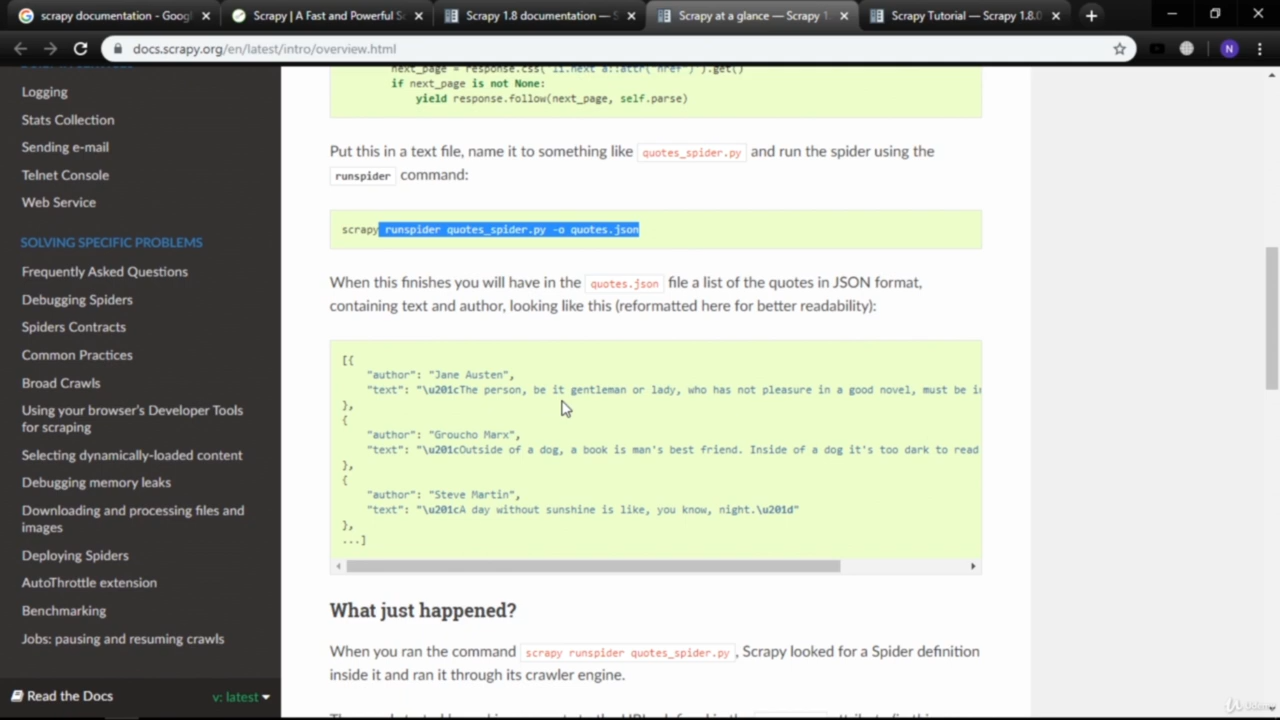 scrapy documentation - Goog
Scrapy | A Fast and Powerful Sc
Scrapy 1.8 documentation — S
Scrapy at a glance — Scrapy 1.
Scrapy Tutorial — Scrapy 1.8.0
docs.scrapy.org/en/latest/intro/overview.html
N
Logging
Stats Collection
Sending e-mail
Telnet Console
Web Service
SOLVING SPECIFIC PROBLEMS
Frequently Asked Questions
Debugging Spiders
Spiders Contracts
Common Practices
Broad Crawls
Using your browser's Developer Tools
for scraping
Selecting dynamically-loaded content
Debugging memory leaks
Downloading and processing files and
images
Deploying Spiders
AutoThrottle extension
Benchmarking
Jobs: pausing and resuming crawls
Read the Docs
v: latest
next_page = response.css('li.next a::attr("href")').get()
if next_page is not None:
yield response.follow(next_page, self.parse)
Put this in a text file, name it to something like quotes_spider.py and run the spider using the
runspider command:
scrapy runspider quotes_spider.py -o quotes.json
When this finishes you will have in the quotes.json file a list of the quotes in JSON format,
containing text and author, looking like this (reformatted here for better readability):
[{
"author": "Jane Austen",
"text": "\u201cThe person, be it gentleman or lady, who has not pleasure in a good novel, must be in
},
{
"author": "Groucho Marx",
"text": "\u201cOutside of a dog, a book is man's best friend. Inside of a dog it's too dark to read
},
{
"author": "Steve Martin",
"text": "\u201cA day without sunshine is like, you know, night.\u201d"
},
...]
What just happened?
When you ran the command scrapy runspider quotes_spider.py, Scrapy looked for a Spider definition
inside it and ran it through its crawler engine.
Udemy